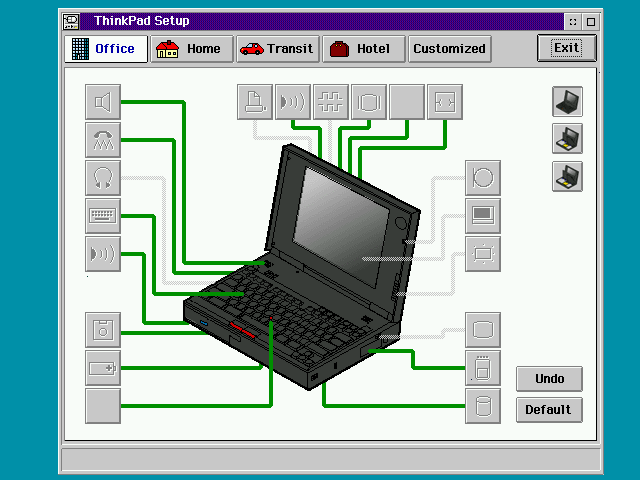 ThinkPad Setup
Office
Home
Transit
Hotel
Customized
Exit
Undo
Default